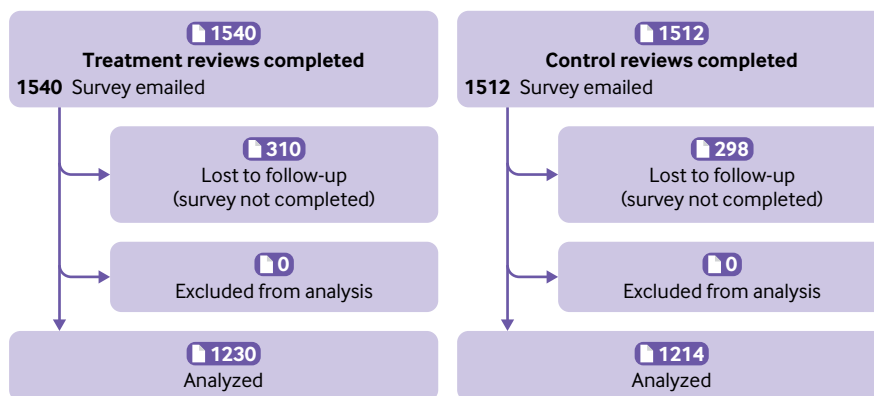 1540
Treatment reviews completed
1540 Survey emailed
310
Lost to follow-up
(survey not completed)
0
Excluded from analysis
1230
Analyzed
1512
Control reviews completed
1512 Survey emailed
298
Lost to follow-up
(survey not completed)
0
Excluded from analysis
1214
Analyzed